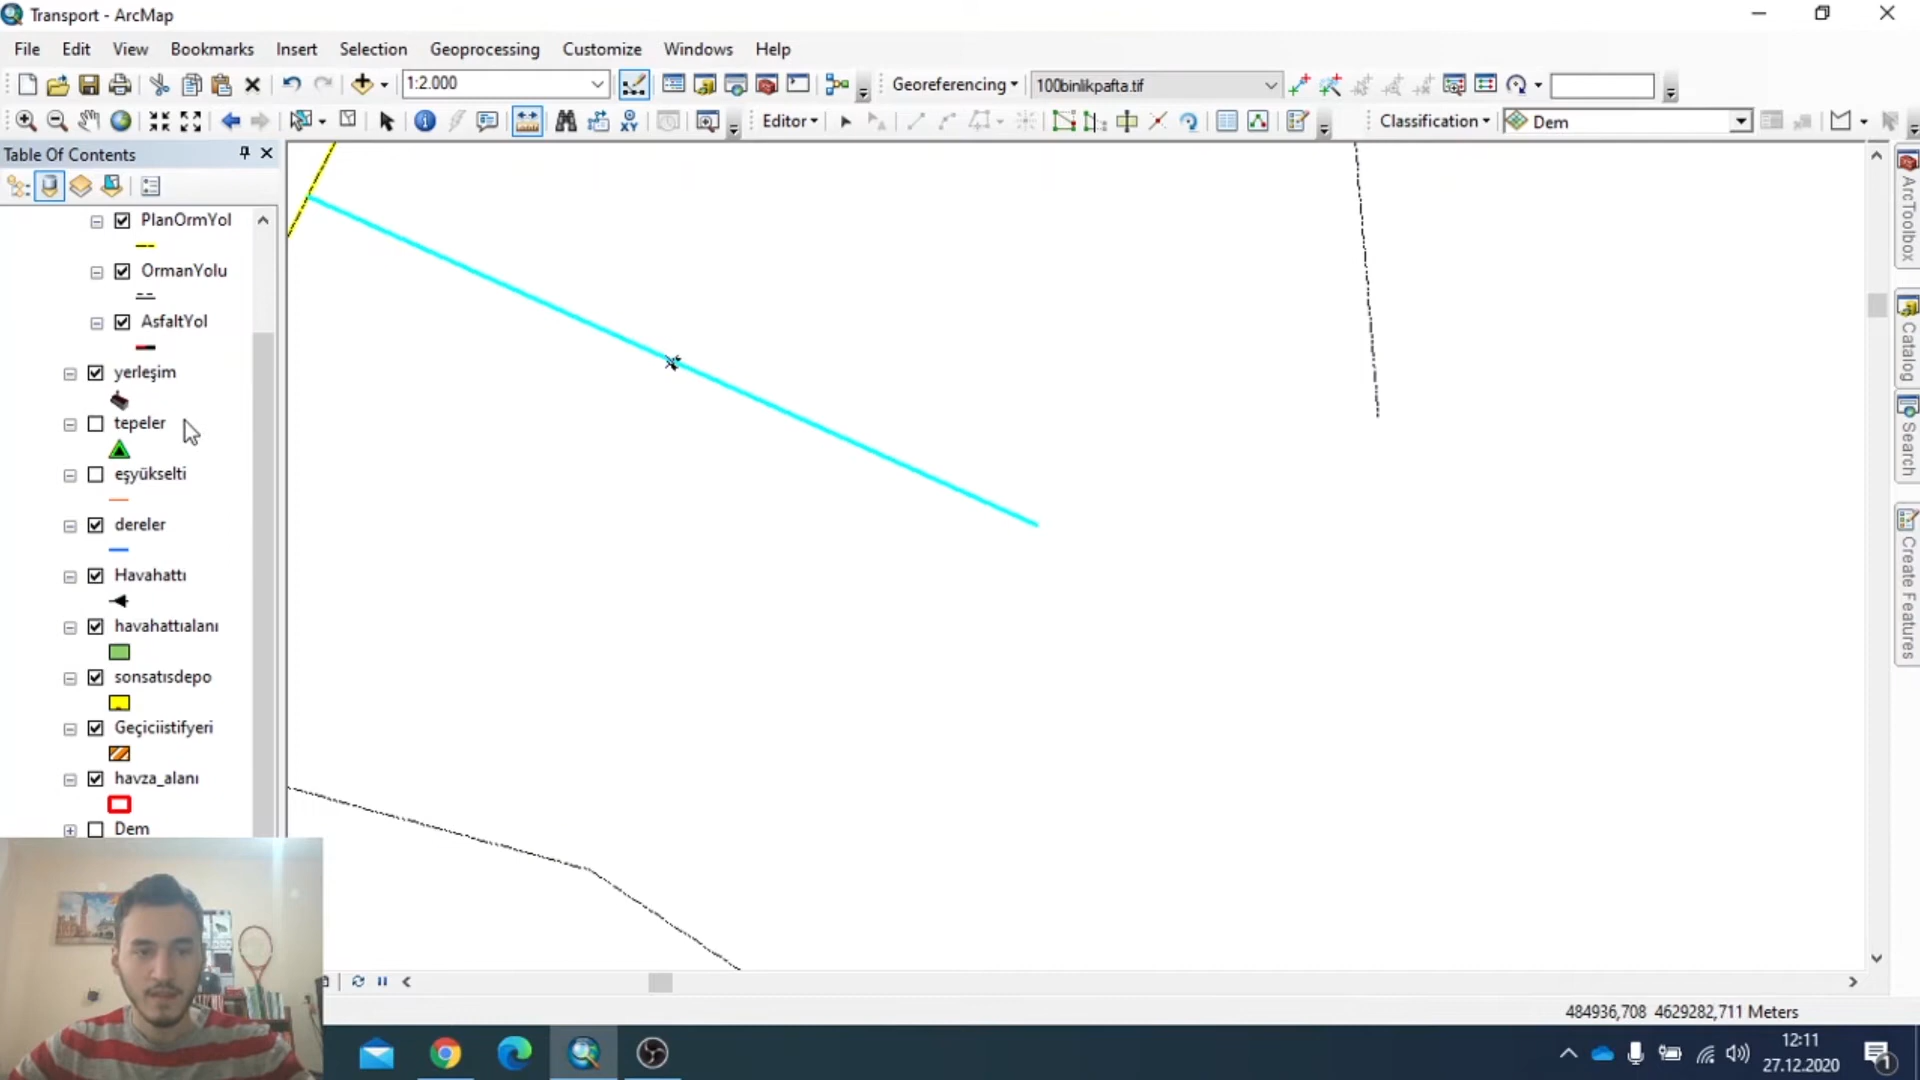 Transport - ArcMap
File Edit View Bookmarks Insert Selection Geoprocessing Customize Windows Help
1:2.000 Georeferencing 100binlikpafta.tif
Editor Classification Dem
Table Of Contents
PlanOrmYol
OrmanYolu
AsfaltYol
yerleşim
tepeler
eşyükselti
dereler
Havahattı
havahattıalanı
sonsatısdepo
Geçiciistifyeri
havza_alanı
Dem
ArcToolbox
Catalog
Search
Create Features
484936,708 4629282,711 Meters
12:11
27.12.2020
1